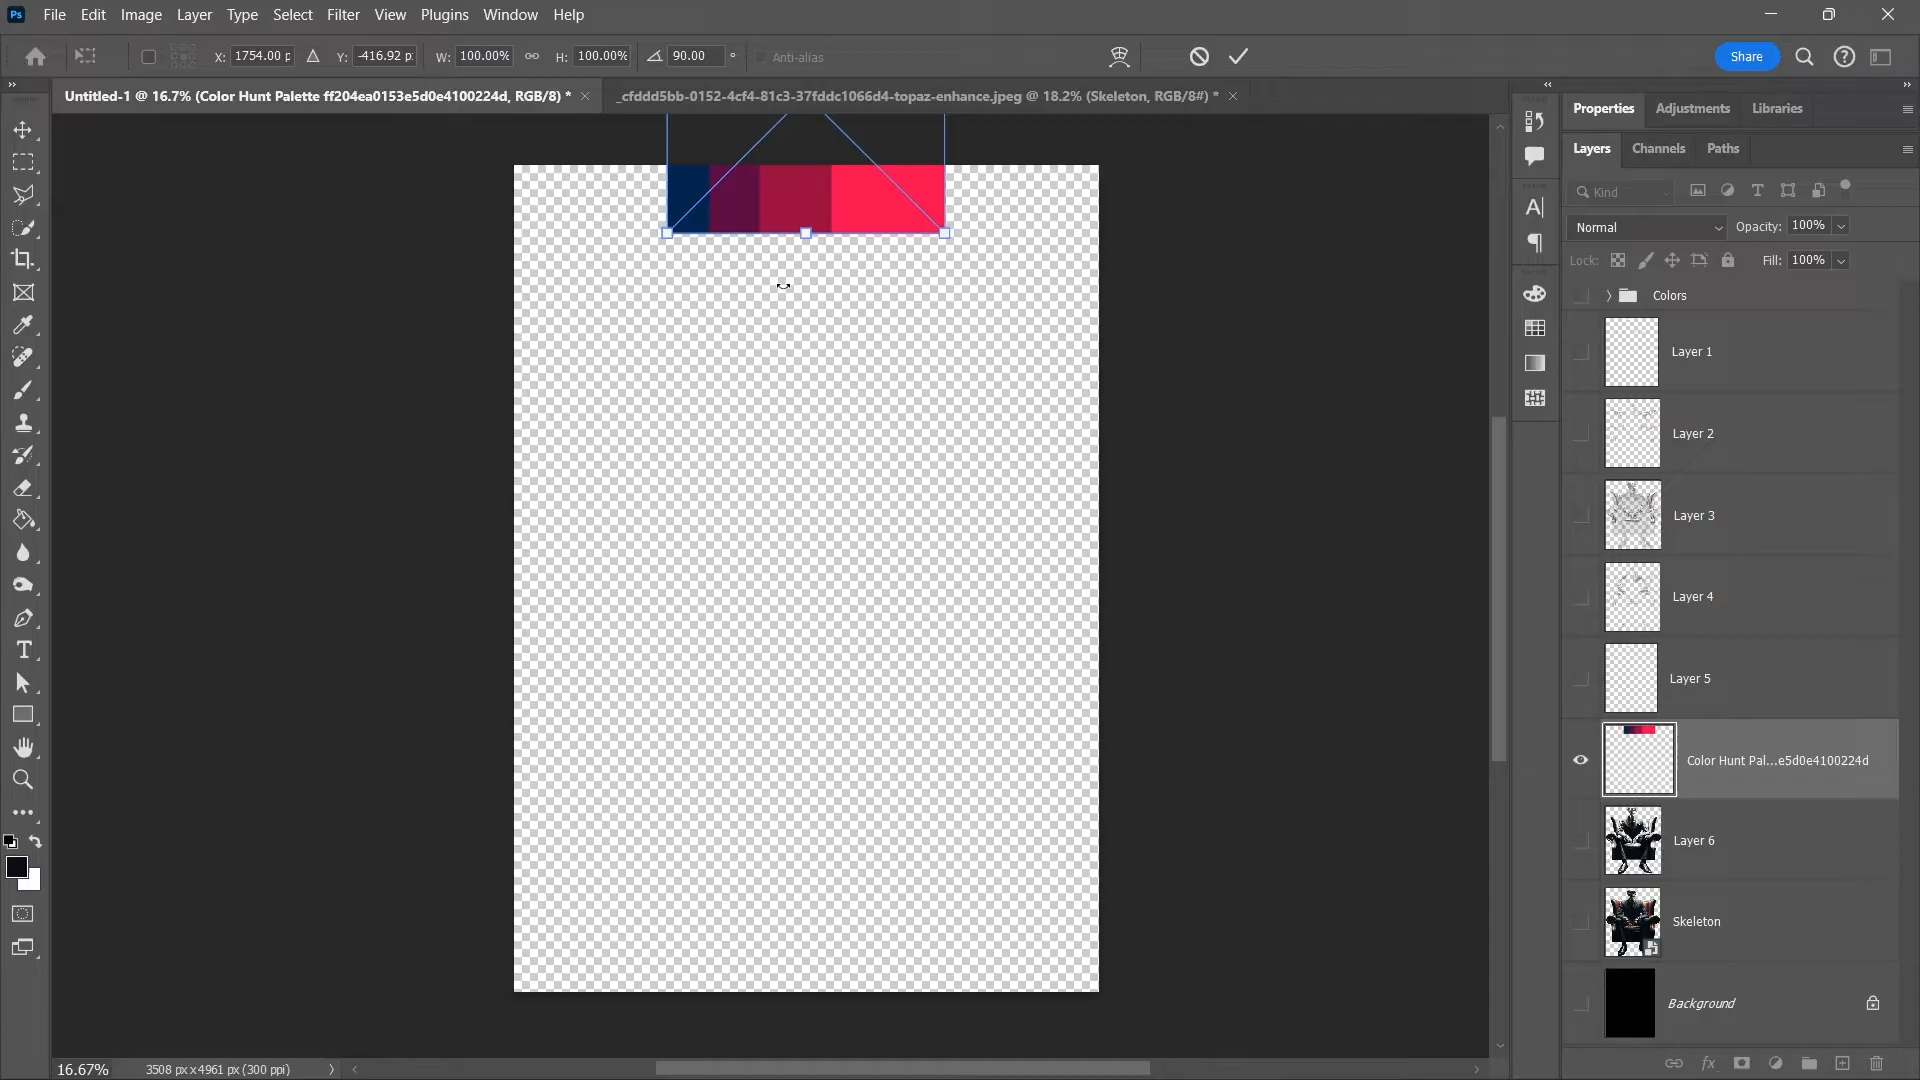 Ps File Edit Image Layer Type Select Filter View Plugins Window Help
X: 1754.00 p Y: -416.92 p W: 100.00% H: 100.00% 90.00 ° Anti-alias Share
Untitled-1 @ 16.7% (Color Hunt Palette ff204ea0153e5d0e4100224d, RGB/8) * _cfddd5bb-0152-4cf4-81c3-37fddc1066d4-topaz-enhance.jpeg @ 18.2% (Skeleton, RGB/8#) *
Properties Adjustments Libraries
Layers Channels Paths
Kind
Normal Opacity: 100%
Lock: Fill: 100%
Colors
Layer 1
Layer 2
Layer 3
Layer 4
Layer 5
Color Hunt Pal...e5d0e4100224d
Layer 6
Skeleton
Background
16.67% 3508 px x 4961 px (300 ppi)